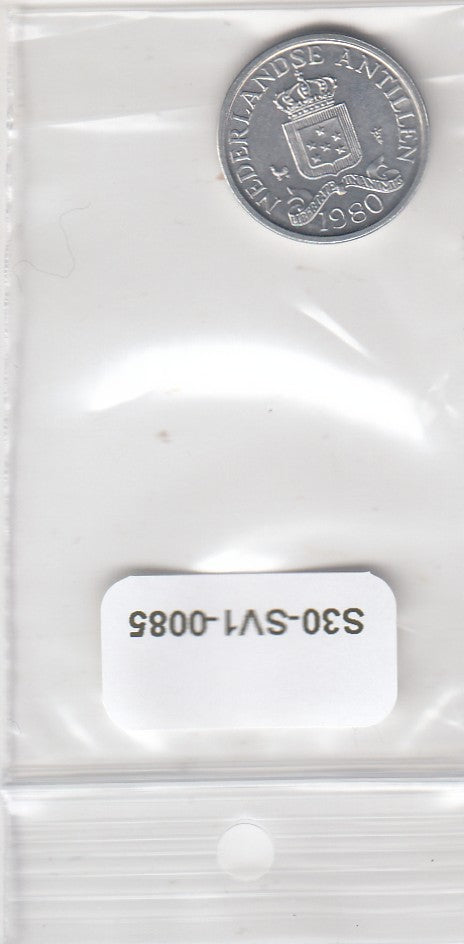 NEDERLANDSE ANTILLEN
LIBERTATE UNANIMUS
1980
S30-SV1-0085